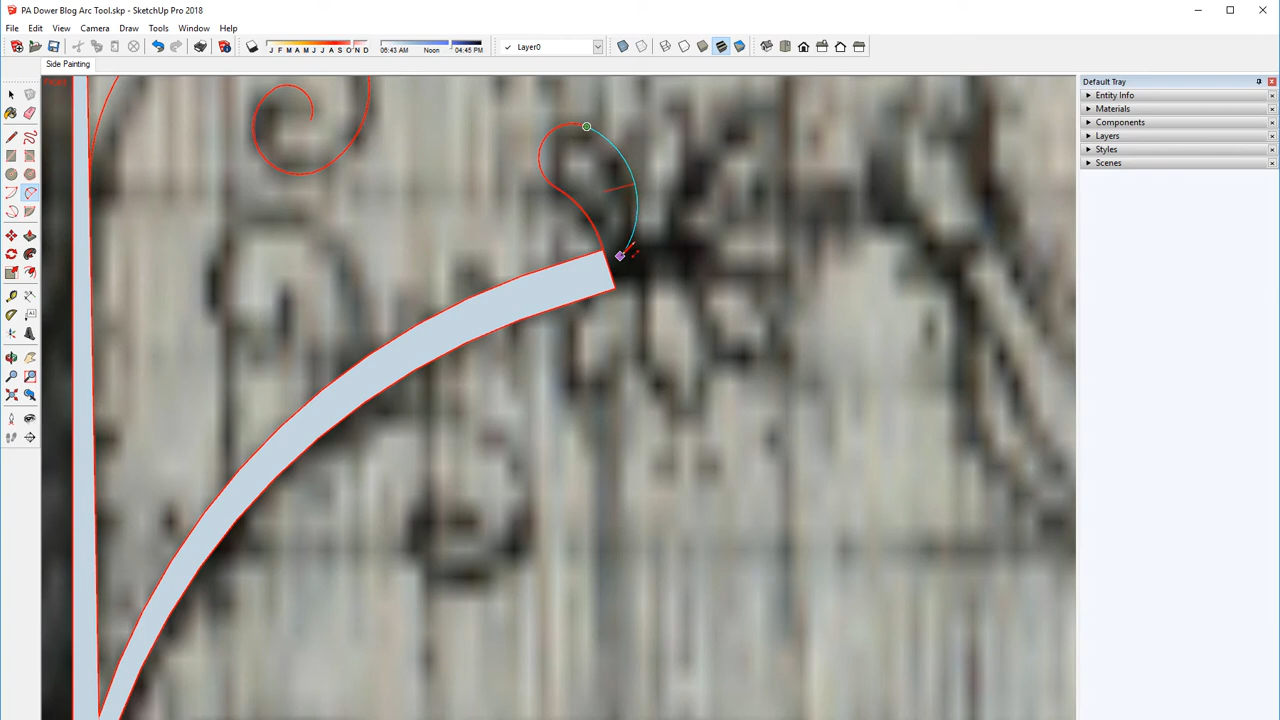 PA Dower Blog Arc Tool.skp - SketchUp Pro 2018
File Edit View Camera Draw Tools Window Help
J F M A M J J A S O N D 06:43 AM Noon 04:45 PM Layer0
Side Painting
Default Tray
Entity Info
Materials
Components
Layers
Styles
Scenes